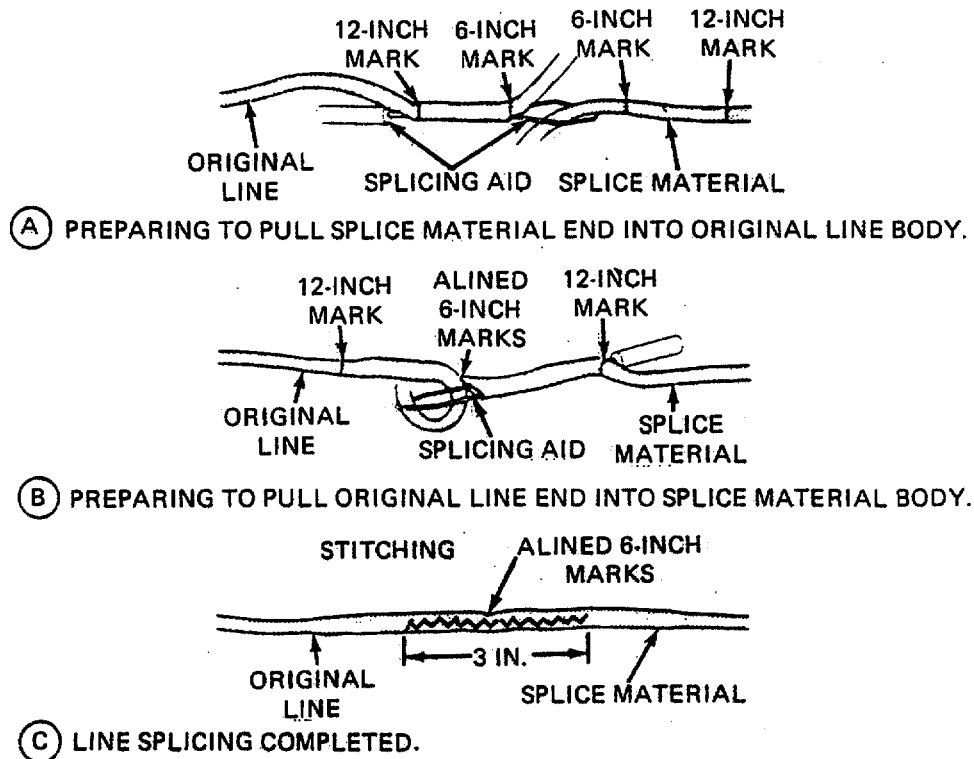 12-INCH MARK
6-INCH MARK
6-INCH MARK
12-INCH MARK
ORIGINAL LINE
SPLICING AID
SPLICE MATERIAL
A PREPARING TO PULL SPLICE MATERIAL END INTO ORIGINAL LINE BODY.
12-INCH MARK
ALINED 6-INCH MARKS
12-INCH MARK
ORIGINAL LINE
SPLICING AID
SPLICE MATERIAL
B PREPARING TO PULL ORIGINAL LINE END INTO SPLICE MATERIAL BODY.
STITCHING
ALINED 6-INCH MARKS
3 IN.
ORIGINAL LINE
SPLICE MATERIAL
C LINE SPLICING COMPLETED.